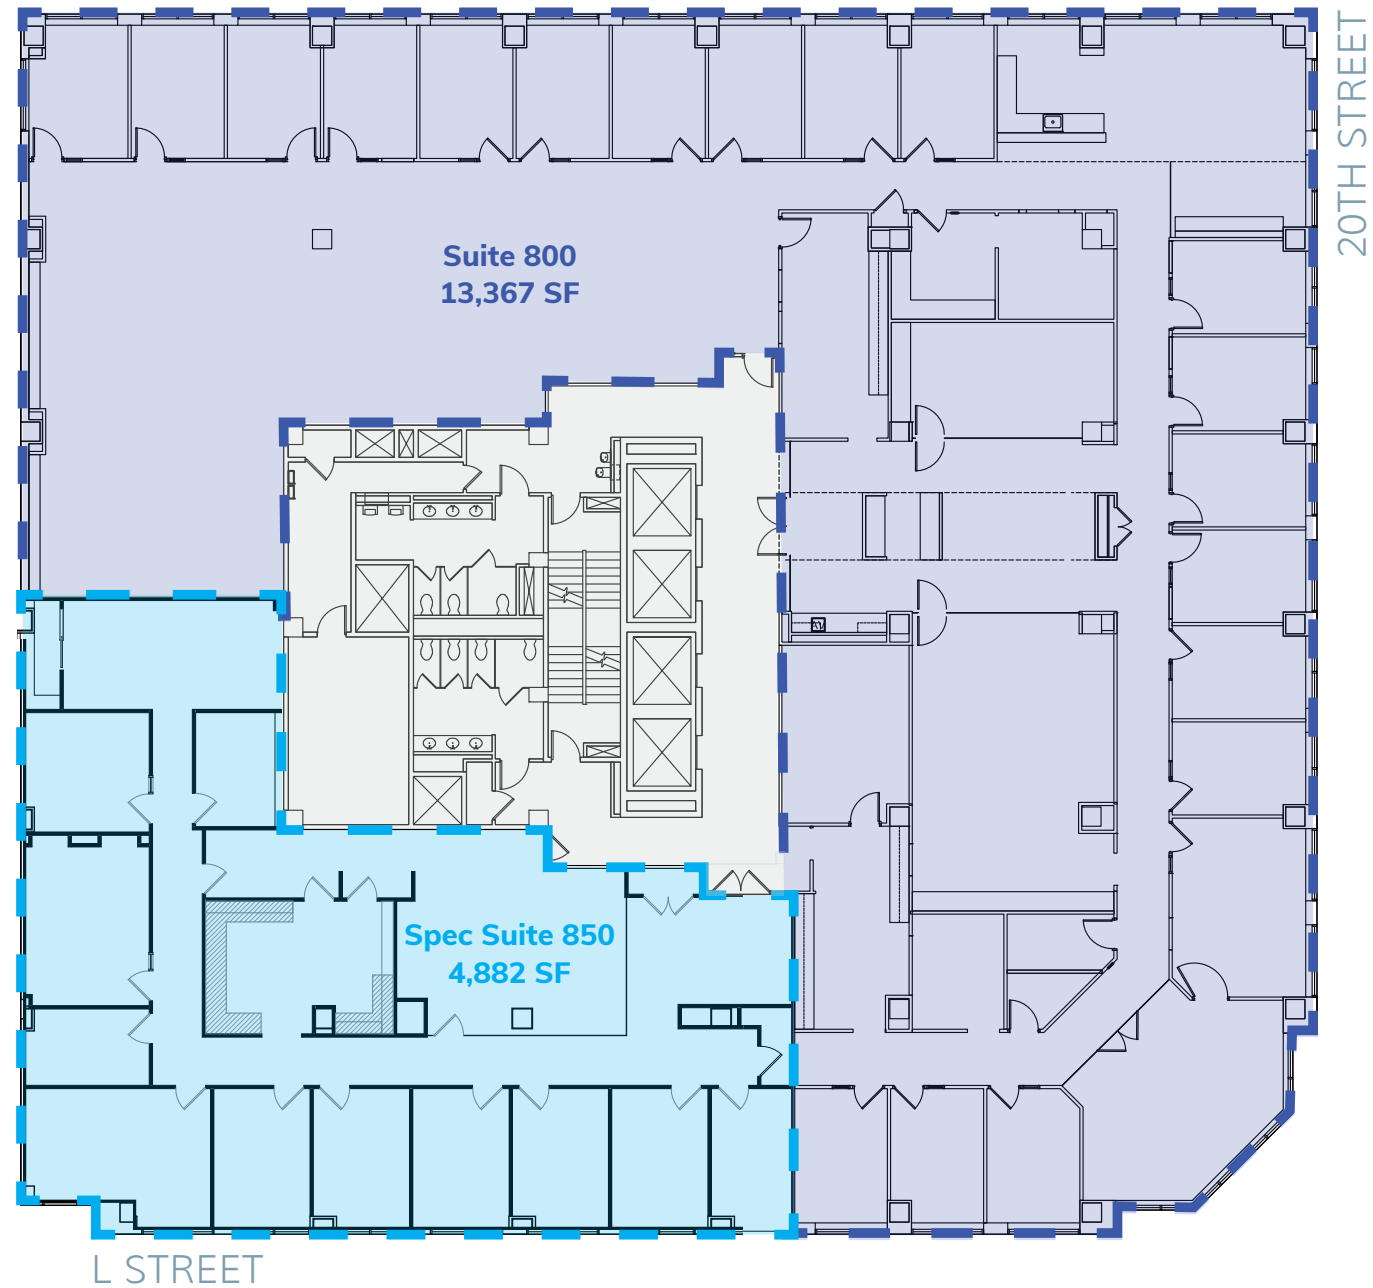 20TH STREET
Suite 800
13,367 SF
Spec Suite 850
4,882 SF
L STREET